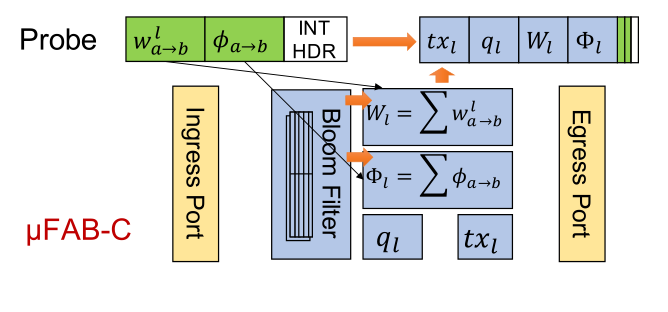 Probe
w^l_{a→b}
ϕ_{a→b}
INT
HDR
tx_l
q_l
W_l
Φ_l
Ingress Port
Bloom Filter
W_l = ∑ w^l_{a→b}
Φ_l = ∑ ϕ_{a→b}
q_l
tx_l
Egress Port
μFAB-C